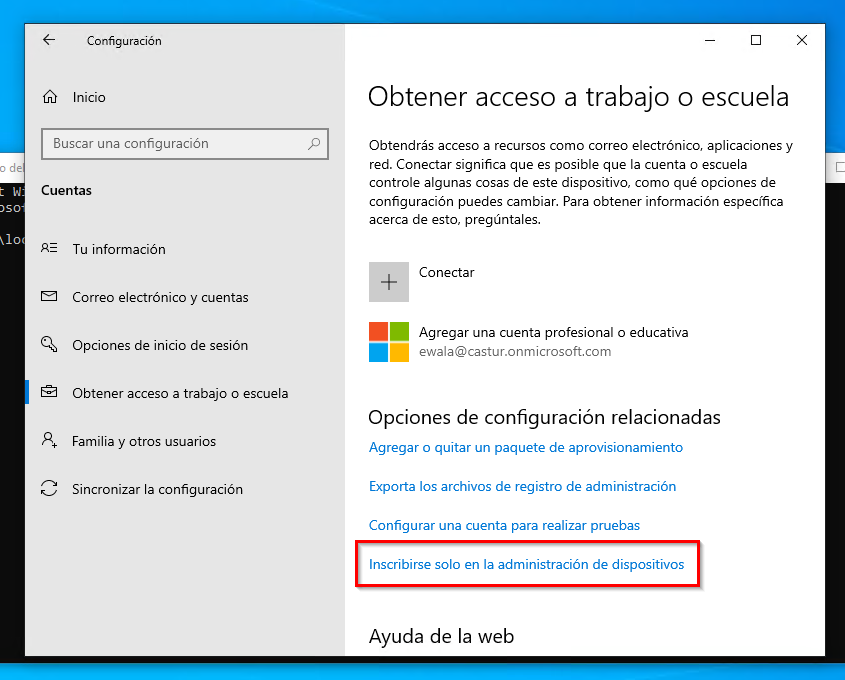 Configuración
Inicio
Buscar una configuración
Cuentas
Tu información
Correo electrónico y cuentas
Opciones de inicio de sesión
Obtener acceso a trabajo o escuela
Familia y otros usuarios
Sincronizar la configuración
Obtener acceso a trabajo o escuela
Obtendrás acceso a recursos como correo electrónico, aplicaciones y
red. Conectar significa que es posible que la cuenta o escuela
controle algunas cosas de este dispositivo, como qué opciones de
configuración puedes cambiar. Para obtener información específica
acerca de esto, pregúntales.
Conectar
Agregar una cuenta profesional o educativa
ewala@castur.onmicrosoft.com
Opciones de configuración relacionadas
Agregar o quitar un paquete de aprovisionamiento
Exporta los archivos de registro de administración
Configurar una cuenta para realizar pruebas
Inscribirse solo en la administración de dispositivos
Ayuda de la web